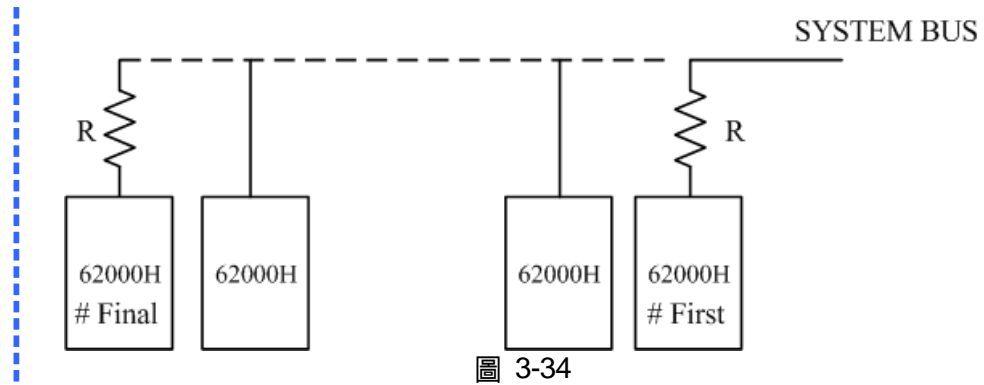 SYSTEM BUS
R
R
62000H
# Final
62000H
62000H
62000H
# First
圖 3-34